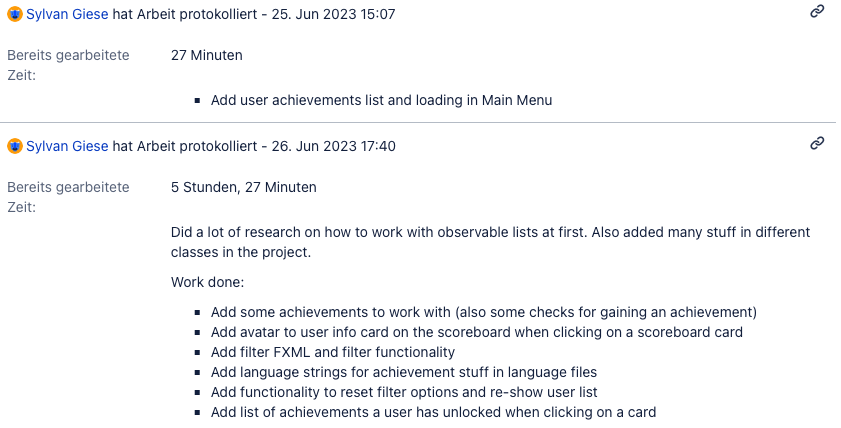 Sylvan Giese hat Arbeit protokolliert - 25. Jun 2023 15:07
Bereits gearbeitete Zeit:
27 Minuten
▪ Add user achievements list and loading in Main Menu
Sylvan Giese hat Arbeit protokolliert - 26. Jun 2023 17:40
Bereits gearbeitete Zeit:
5 Stunden, 27 Minuten
Did a lot of research on how to work with observable lists at first. Also added many stuff in different
classes in the project.
Work done:
▪ Add some achievements to work with (also some checks for gaining an achievement)
▪ Add avatar to user info card on the scoreboard when clicking on a scoreboard card
▪ Add filter FXML and filter functionality
▪ Add language strings for achievement stuff in language files
▪ Add functionality to reset filter options and re-show user list
▪ Add list of achievements a user has unlocked when clicking on a card